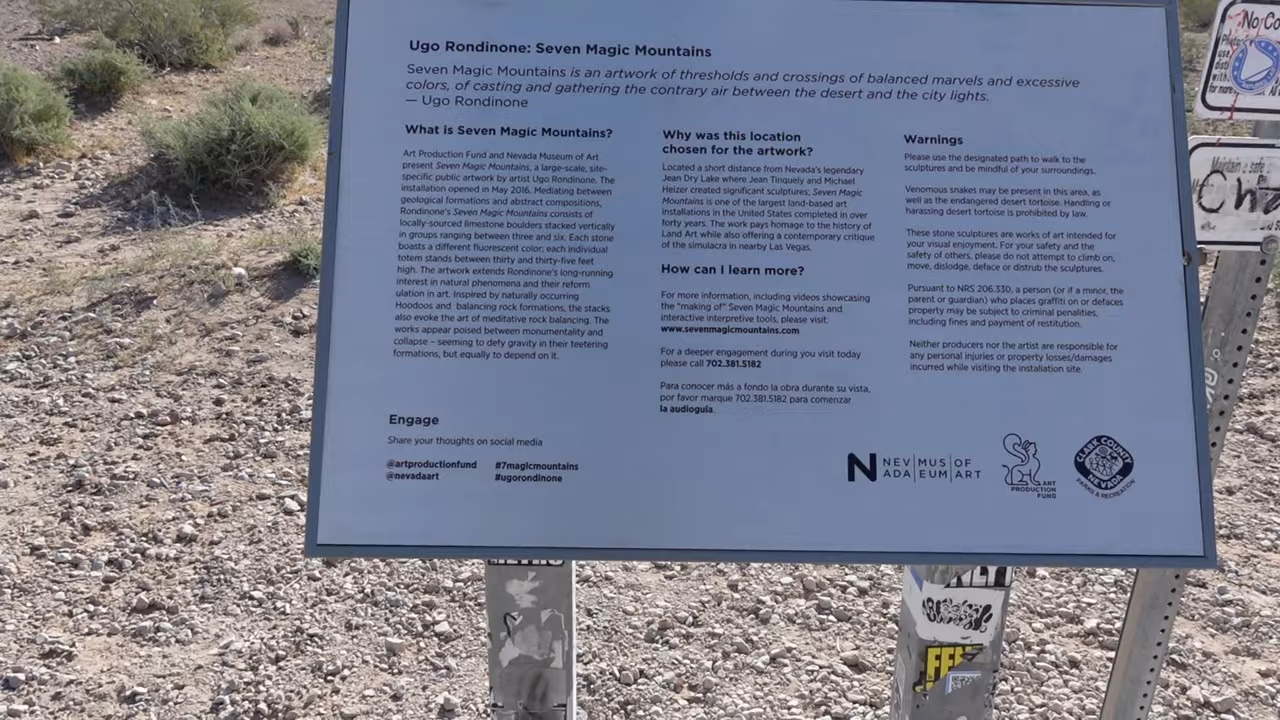 Ugo Rondinone: Seven Magic Mountains
Seven Magic Mountains is an artwork of thresholds and crossings of balanced marvels and excessive
colors, of casting and gathering the contrary air between the desert and the city lights.
— Ugo Rondinone
What is Seven Magic Mountains?
Art Production Fund and Nevada Museum of Art
present Seven Magic Mountains, a large-scale, site-
specific public artwork by artist Ugo Rondinone. The
installation opened in May 2016. Mediating between
geological formations and abstract compositions,
Rondinone's Seven Magic Mountains consists of
locally-sourced limestone boulders stacked vertically
in groups ranging between three and six. Each stone
boasts a different fluorescent color; each individual
totem stands between thirty and thirty-five feet
high. The artwork extends Rondinone's long-running
interest in natural phenomena and their reform
ulation in art. Inspired by naturally occurring
Hoodoos and balancing rock formations, the stacks
also evoke the art of meditative rock balancing. The
works appear poised between monumentality and
collapse – seeming to defy gravity in their teetering
formations, but equally to depend on it.
Engage
Share your thoughts on social media
@artproductionfund #7magicmountains
@nevadaart #ugorondinone
Why was this location
chosen for the artwork?
Located a short distance from Nevada's legendary
Jean Dry Lake where Jean Tinguely and Michael
Heizer created significant sculptures; Seven Magic
Mountains is one of the largest land-based art
installations in the United States completed in over
forty years. The work pays homage to the history of
Land Art while also offering a contemporary critique
of the simulacra in nearby Las Vegas.
How can I learn more?
For more information, including videos showcasing
the "making of" Seven Magic Mountains and
interactive interpretive tools, please visit:
www.sevenmagicmountains.com
For a deeper engagement during you visit today
please call 702.381.5182
Para conocer más a fondo la obra durante su vista,
por favor marque 702.381.5182 para comenzar
la audioguía.
Warnings
Please use the designated path to walk to the
sculptures and be mindful of your surroundings.
Venomous snakes may be present in this area, as
well as the endangered desert tortoise. Handling or
harassing desert tortoise is prohibited by law.
These stone sculptures are works of art intended for
your visual enjoyment. For your safety and the
safety of others, please do not attempt to climb on,
move, dislodge, deface or distrub the sculptures.
Pursuant to NRS 206.330, a person (or if a minor, the
parent or guardian) who places graffiti on or defaces
property may be subject to criminal penalities,
including fines and payment of restitution.
Neither producers nor the artist are responsible for
any personal injuries or property losses/damages
incurred while visiting the installation site.
N NEV|MUS|OF
ADA|EUM|ART
ART
PRODUCTION
FUND
CLARK COUNTY
NEVADA
PARKS & RECREATION
No Co
Maintain a safe